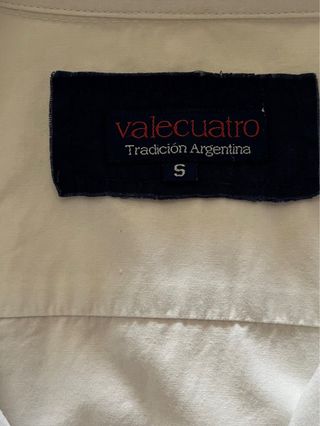 valecuatro
Tradición Argentina
S